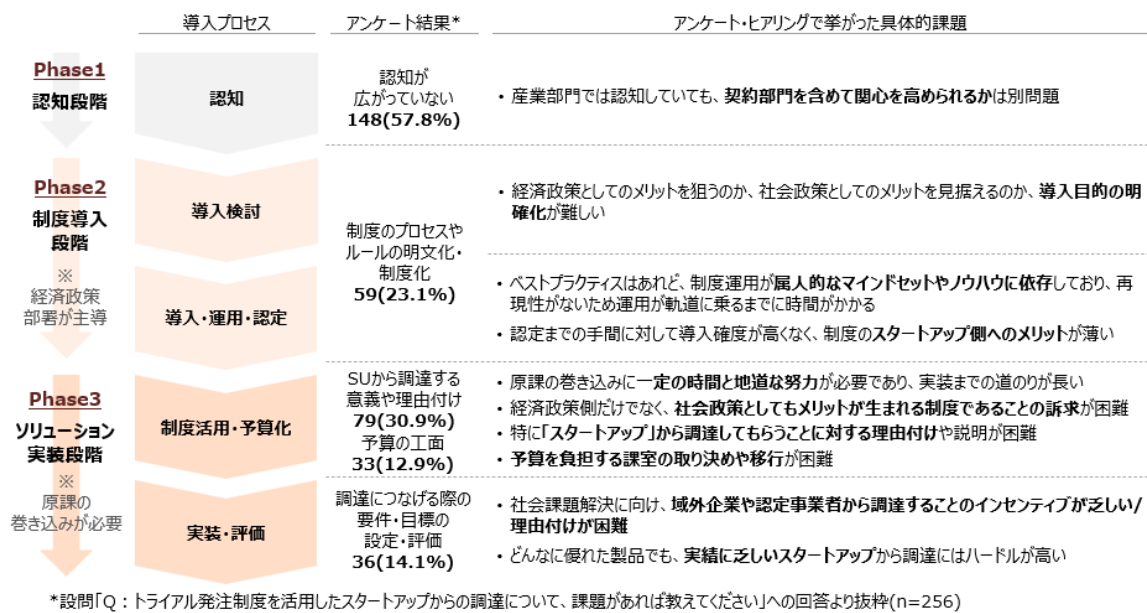 導入プロセス
アンケート結果*
アンケート・ヒアリングで挙がった具体的課題
Phase1
認知段階
認知
認知が
広がっていない
148(57.8%)
・産業部門では認知していても、契約部門を含めて関心を高められるかは別問題
Phase2
制度導入
段階
※
経済政策
部署が主導
導入検討
導入・運用・認定
制度のプロセスや
ルールの明文化・
制度化
59(23.1%)
・経済政策としてのメリットを狙うのか、社会政策としてのメリットを見据えるのか、導入目的の明
確化が難しい
・ベストプラクティスはあれど、制度運用が属人的なマインドセットやノウハウに依存しており、再
現性がないため運用が軌道に乗るまでに時間がかかる
・認定までの手間に対して導入確度が高くなく、制度のスタートアップ側へのメリットが薄い
Phase3
ソリューション
実装段階
※
原課の
巻き込みが必要
制度活用・予算化
SUから調達する
意義や理由付け
79(30.9%)
予算の工面
33(12.9%)
・原課の巻き込みに一定の時間と地道な努力が必要であり、実装までの道のりが長い
・経済政策側だけでなく、社会政策としてもメリットが生まれる制度であることの訴求が困難
・特に「スタートアップ」から調達してもらうことに対する理由付けや説明が困難
・予算を負担する課室の取り決めや移行が困難
実装・評価
調達につなげる際の
要件・目標の
設定・評価
36(14.1%)
・社会課題解決に向け、域外企業や認定事業者から調達することのインセンティブが乏しい/
理由付けが困難
・どんなに優れた製品でも、実績に乏しいスタートアップから調達にはハードルが高い
*設問「Q：トライアル発注制度を活用したスタートアップからの調達について、課題があれば教えてください」への回答より抜粋(n=256)